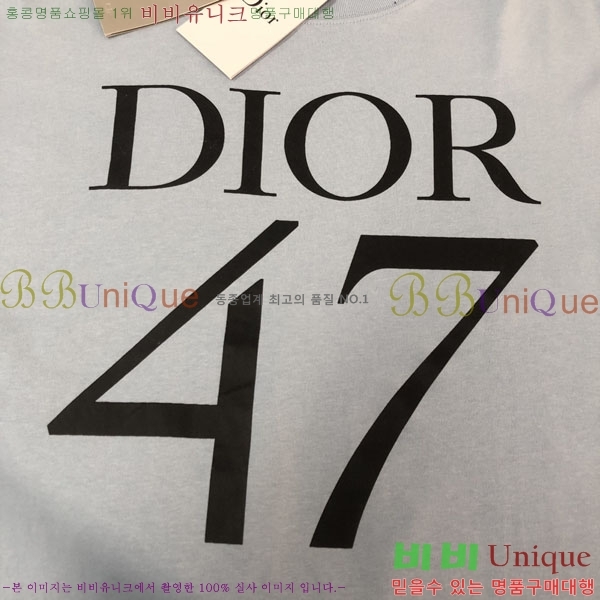 홍콩명품쇼핑몰 1위 비비유니크 명품구매대행
Dior
DIOR
47
BBUniQue 동종업계 최고의 품질 NO.1 BBUniQue
비비 Unique
믿을수 있는 명품구매대행
-본 이미지는 비비유니크에서 촬영한 100% 실사 이미지 입니다.-